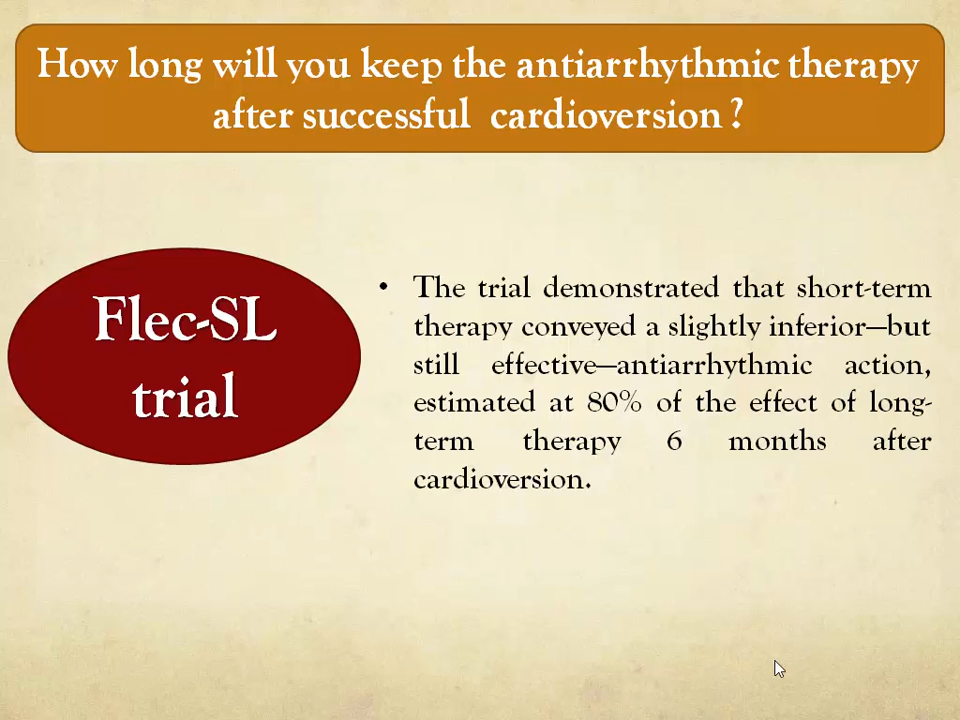 How long will you keep the antiarrhythmic therapy
after successful cardioversion ?
Flec-SL
trial
• The trial demonstrated that short-term
therapy conveyed a slightly inferior—but
still effective—antiarrhythmic action,
estimated at 80% of the effect of long-
term therapy 6 months after
cardioversion.